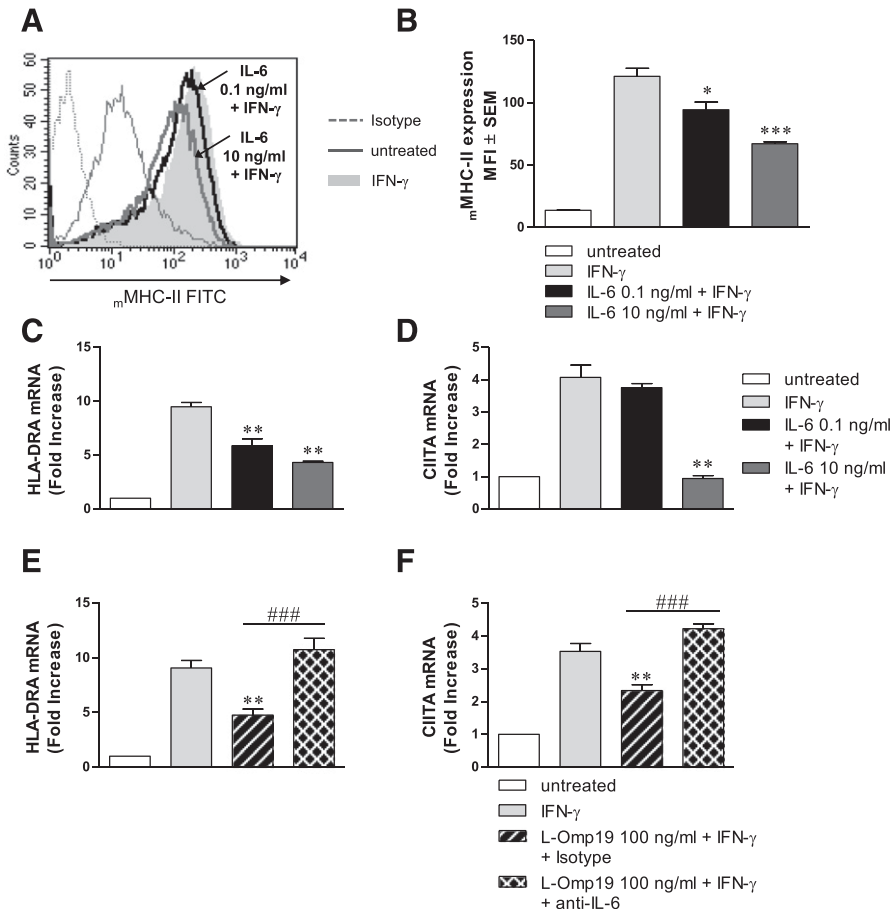 A
60
50
40
30
20
10
0
Counts
10^0 10^1 10^2 10^3 10^4
mMHC-II FITC
IL-6
0.1 ng/ml
+ IFN-γ
IL-6
10 ng/ml
+ IFN-γ
Isotype
untreated
IFN-γ
B
mMHC-II expression
MFI ± SEM
150
100
50
0
*
***
untreated
IFN-γ
IL-6 0.1 ng/ml + IFN-γ
IL-6 10 ng/ml + IFN-γ
C
HLA-DRA mRNA
(Fold Increase)
15
10
5
0
**
**
D
CIITA mRNA
(Fold Increase)
5
4
3
2
1
0
**
untreated
IFN-γ
IL-6 0.1 ng/ml
+ IFN-γ
IL-6 10 ng/ml
+ IFN-γ
E
HLA-DRA mRNA
(Fold Increase)
15
10
5
0
**
###
F
CIITA mRNA
(Fold Increase)
5
4
3
2
1
0
**
###
untreated
IFN-γ
L-Omp19 100 ng/ml + IFN-γ
+ Isotype
L-Omp19 100 ng/ml + IFN-γ
+ anti-IL-6